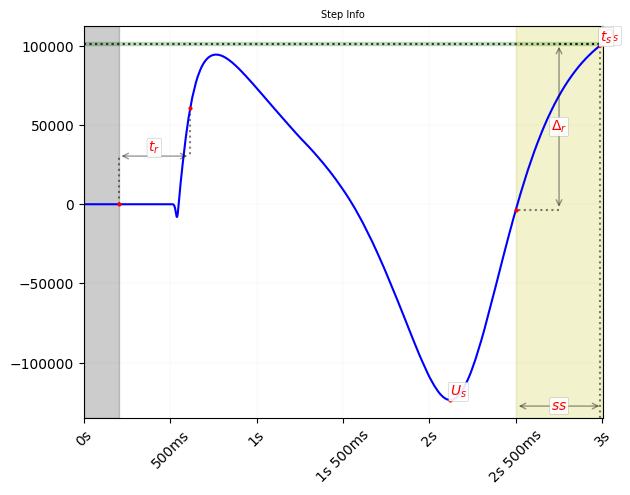 Step Info
100000
50000
0
−50000
−100000
t_s s
Δ_r
t_r
U_s
ss
0s
500ms
1s
1s 500ms
2s
2s 500ms
3s